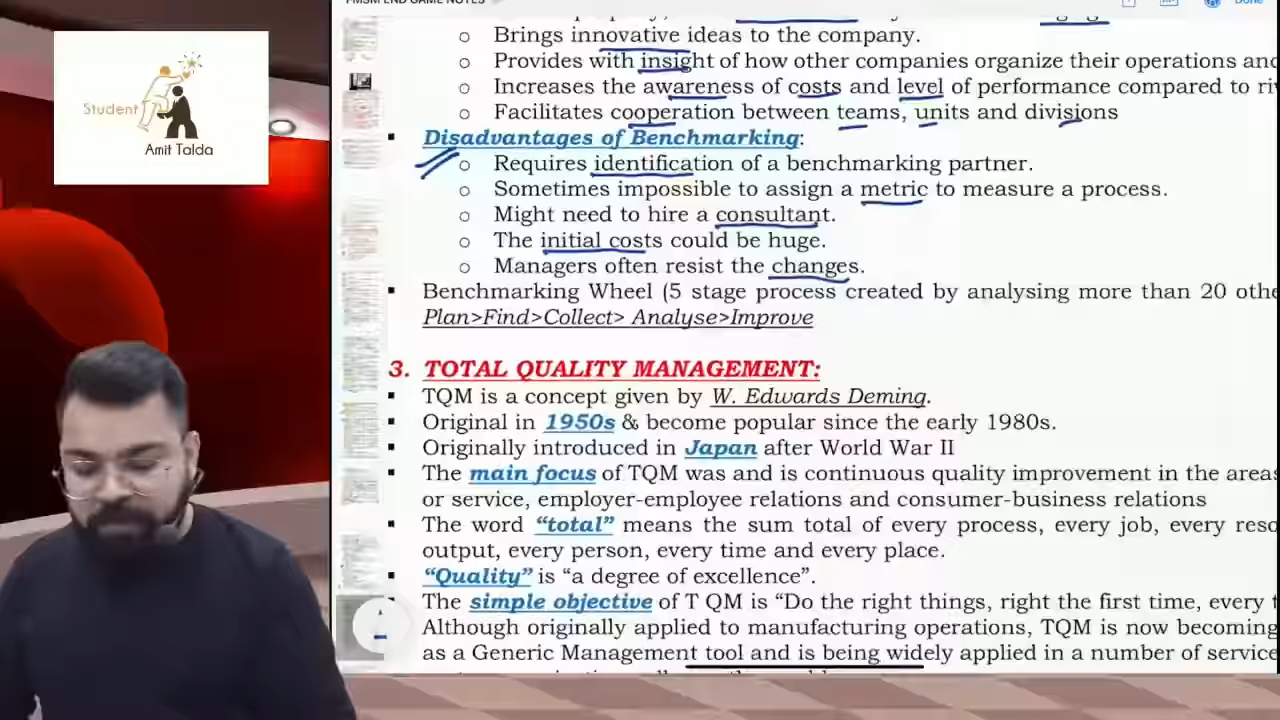 PMSM END GAME NOTES
Student
Amit Talda
Brings innovative ideas to the company.
Provides with insight of how other companies organize their operations and
Increases the awareness of costs and level of performance compared to ri
Facilitates cooperation between teams, units and divisions
Disadvantages of Benchmarking:
Requires identification of a benchmarking partner.
Sometimes impossible to assign a metric to measure a process.
Might need to hire a consultant.
The initial costs could be huge.
Managers often resist the changes.
Benchmarking Wheel (5 stage process created by analysing more than 20 othe
Plan>Find>Collect>Analyse>Improve
3. TOTAL QUALITY MANAGEMENT:
TQM is a concept given by W. Edwards Deming.
Original in 1950s & become popular since the early 1980s.
Originally introduced in Japan after World War II
The main focus of TQM was and is continuous quality improvement in the areas
or service, employer-employee relations and consumer-business relations
The word “total” means the sum total of every process, every job, every reso
output, every person, every time and every place.
“Quality” is “a degree of excellence”.
The simple objective of T QM is “Do the right things, right the first time, every t
Although originally applied to manufacturing operations, TQM is now becoming
as a Generic Management tool and is being widely applied in a number of service